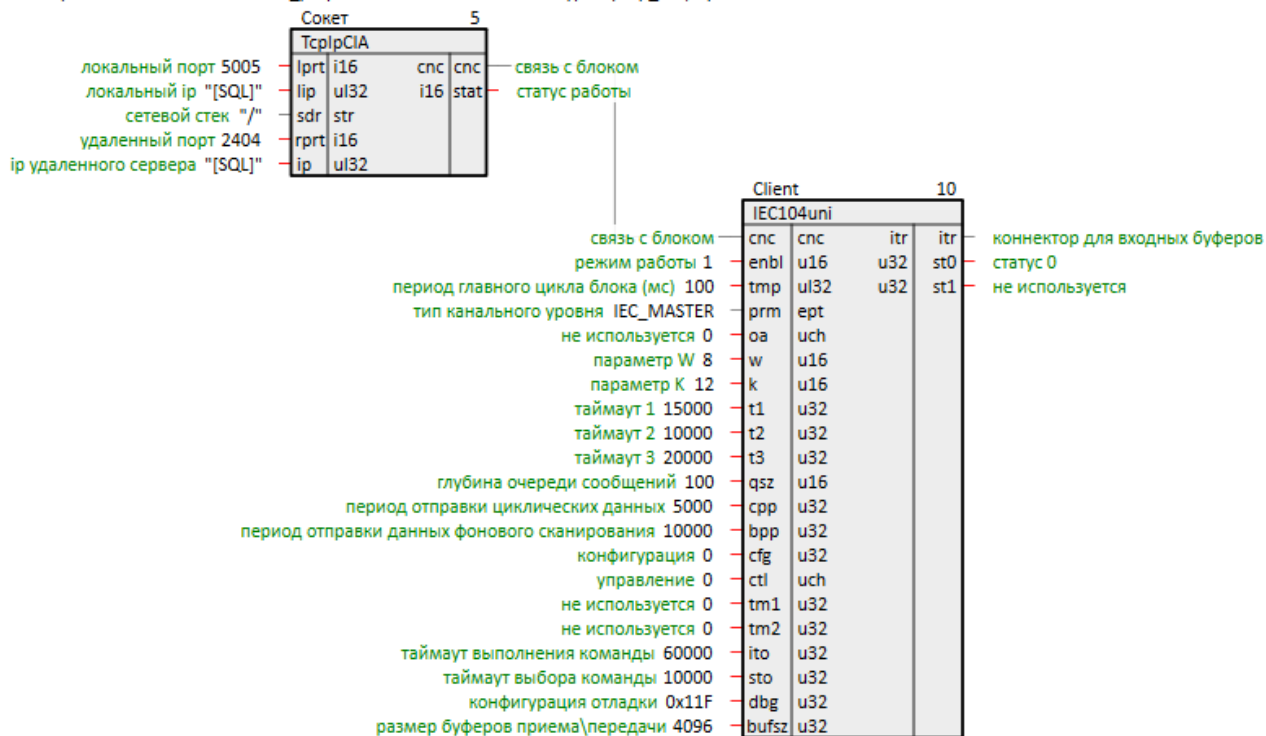 Сокет 5
TcpIpCIA
локальный порт 5005 lprt i16 cnc cnc связь с блоком
локальный ip "[SQL]" lip ul32 i16 stat статус работы
сетевой стек "/" sdr str
удаленный порт 2404 rprt i16
ip удаленного сервера "[SQL]" ip ul32
Client 10
IEC104uni
связь с блоком cnc cnc itr itr коннектор для входных буферов
режим работы 1 enbl u16 u32 st0 статус 0
период главного цикла блока (мс) 100 tmp ul32 u32 st1 не используется
тип канального уровня IEC_MASTER prm ept
не используется 0 oa uch
параметр W 8 w u16
параметр K 12 k u16
таймаут 1 15000 t1 u32
таймаут 2 10000 t2 u32
таймаут 3 20000 t3 u32
глубина очереди сообщений 100 qsz u16
период отправки циклических данных 5000 cpp u32
период отправки данных фонового сканирования 10000 bpp u32
конфигурация 0 cfg u32
управление 0 ctl uch
не используется 0 tm1 u32
не используется 0 tm2 u32
таймаут выполнения команды 60000 ito u32
таймаут выбора команды 10000 sto u32
конфигурация отладки 0x11F dbg u32
размер буферов приема\передачи 4096 bufsz u32